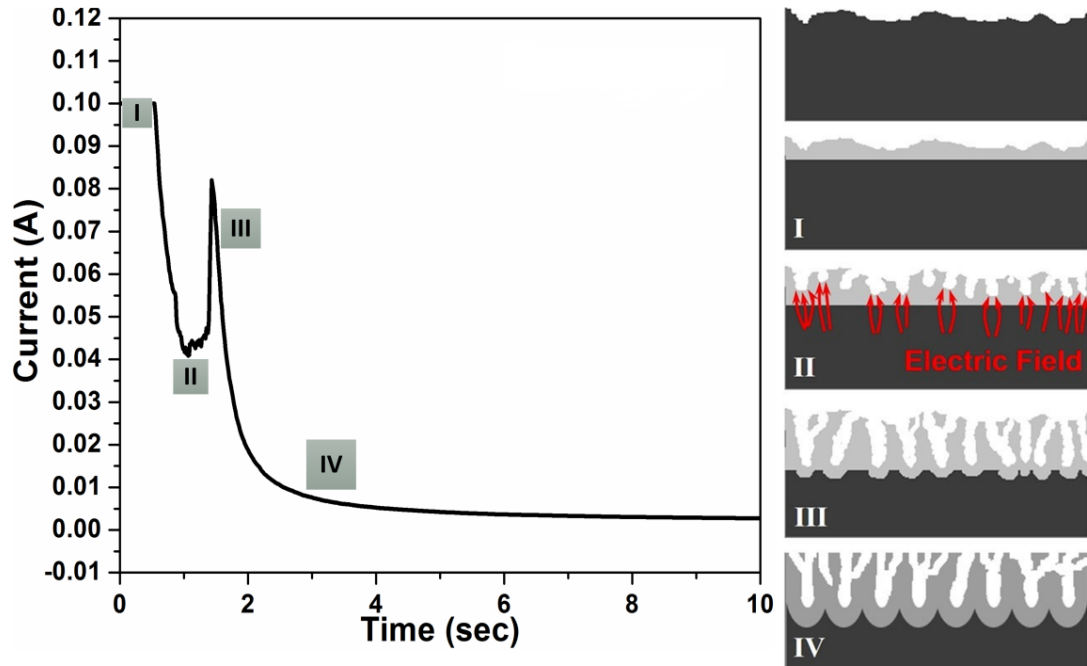 Current (A)
0.12
0.11
0.10
0.09
0.08
0.07
0.06
0.05
0.04
0.03
0.02
0.01
0.00
-0.01
I
II
III
IV
0
2
4
6
8
10
Time (sec)
I
Electric Field
II
III
IV